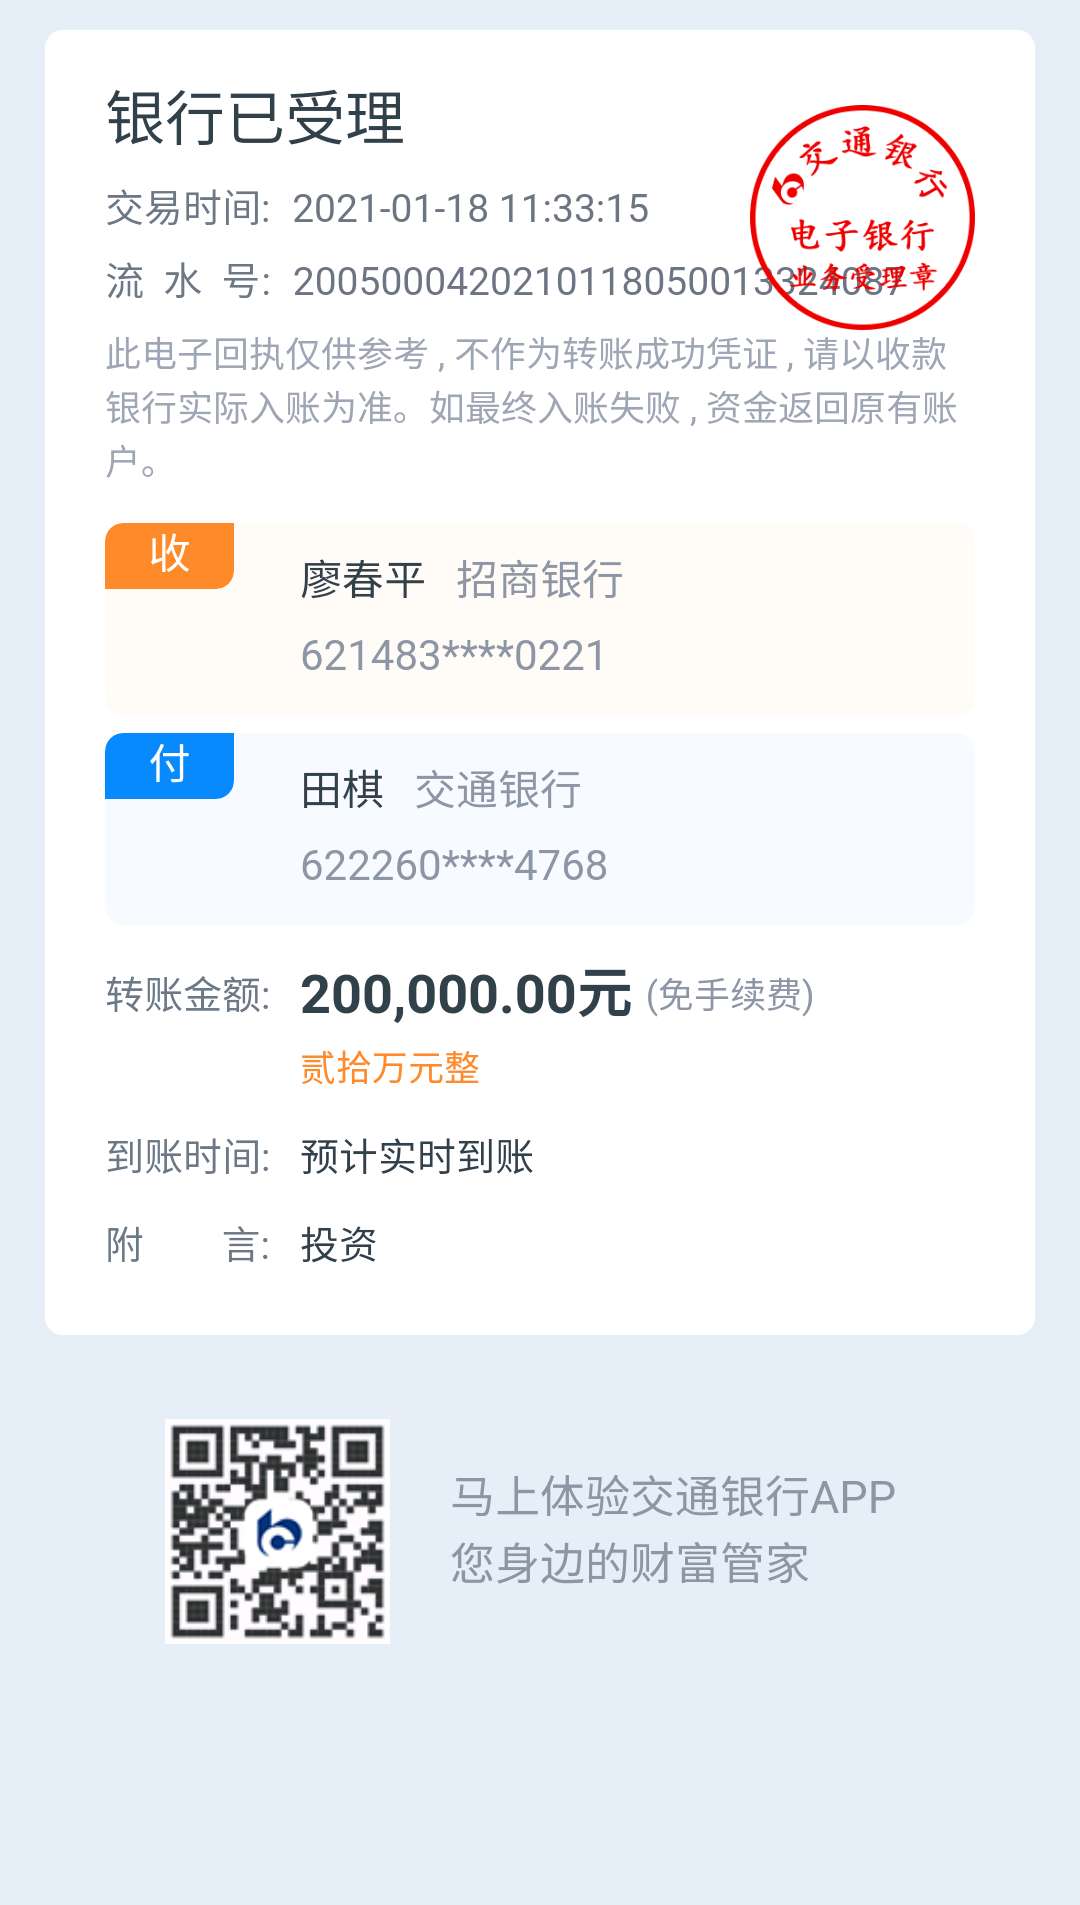 银行已受理
交通银行
电子银行
业务受理章
交易时间: 2021-01-18 11:33:15
流水号: 20050004202101180500133​24087
此电子回执仅供参考 , 不作为转账成功凭证 , 请以收款
银行实际入账为准。如最终入账失败 , 资金返回原有账
户。
收
廖春平 招商银行
621483****0221
付
田棋 交通银行
622260****4768
转账金额: 200,000.00元 (免手续费)
贰拾万元整
到账时间: 预计实时到账
附言: 投资
马上体验交通银行APP
您身边的财富管家